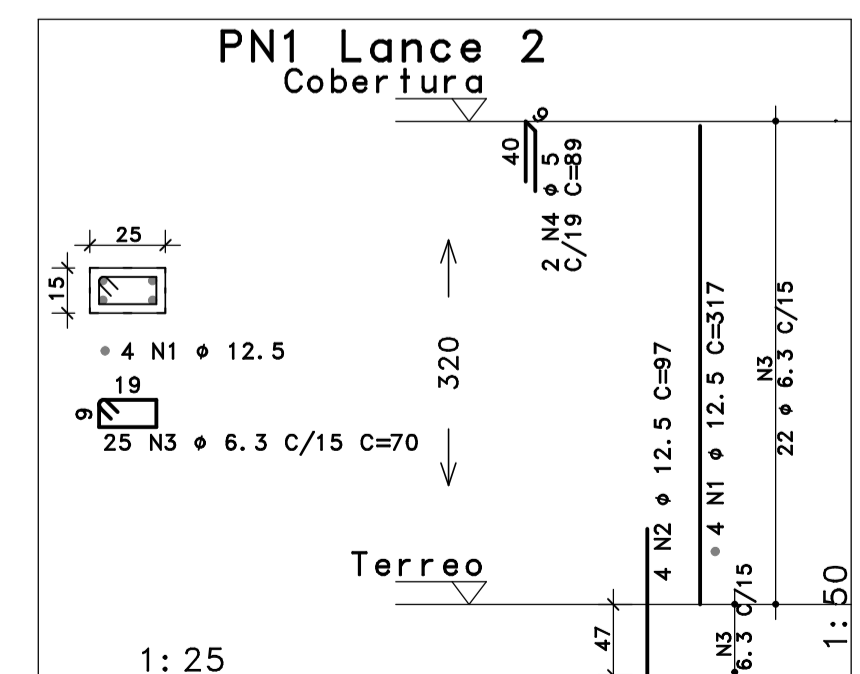 PN1 Lance 2
Cobertura
40
9
2 N4 ø 5
C/19 C=89
25
15
4 N1 ø 12.5
19
9
25 N3 ø 6.3 C/15 C=70
320
4 N2 ø 12.5 C=97
4 N1 ø 12.5 C=317
N3
22 ø 6.3 C/15
Terreo
47
N3
6.3 C/15
1:25
1:50